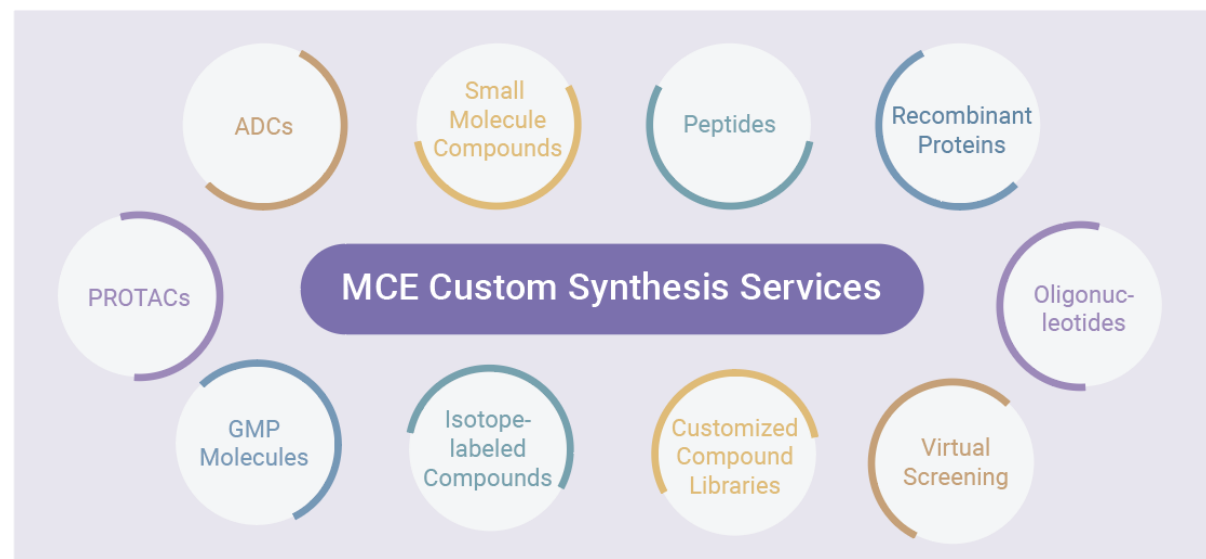 ADCs
Small
Molecule
Compounds
Peptides
Recombinant
Proteins
PROTACs
MCE Custom Synthesis Services
Oligonuc-
leotides
GMP
Molecules
Isotope-
labeled
Compounds
Customized
Compound
Libraries
Virtual
Screening